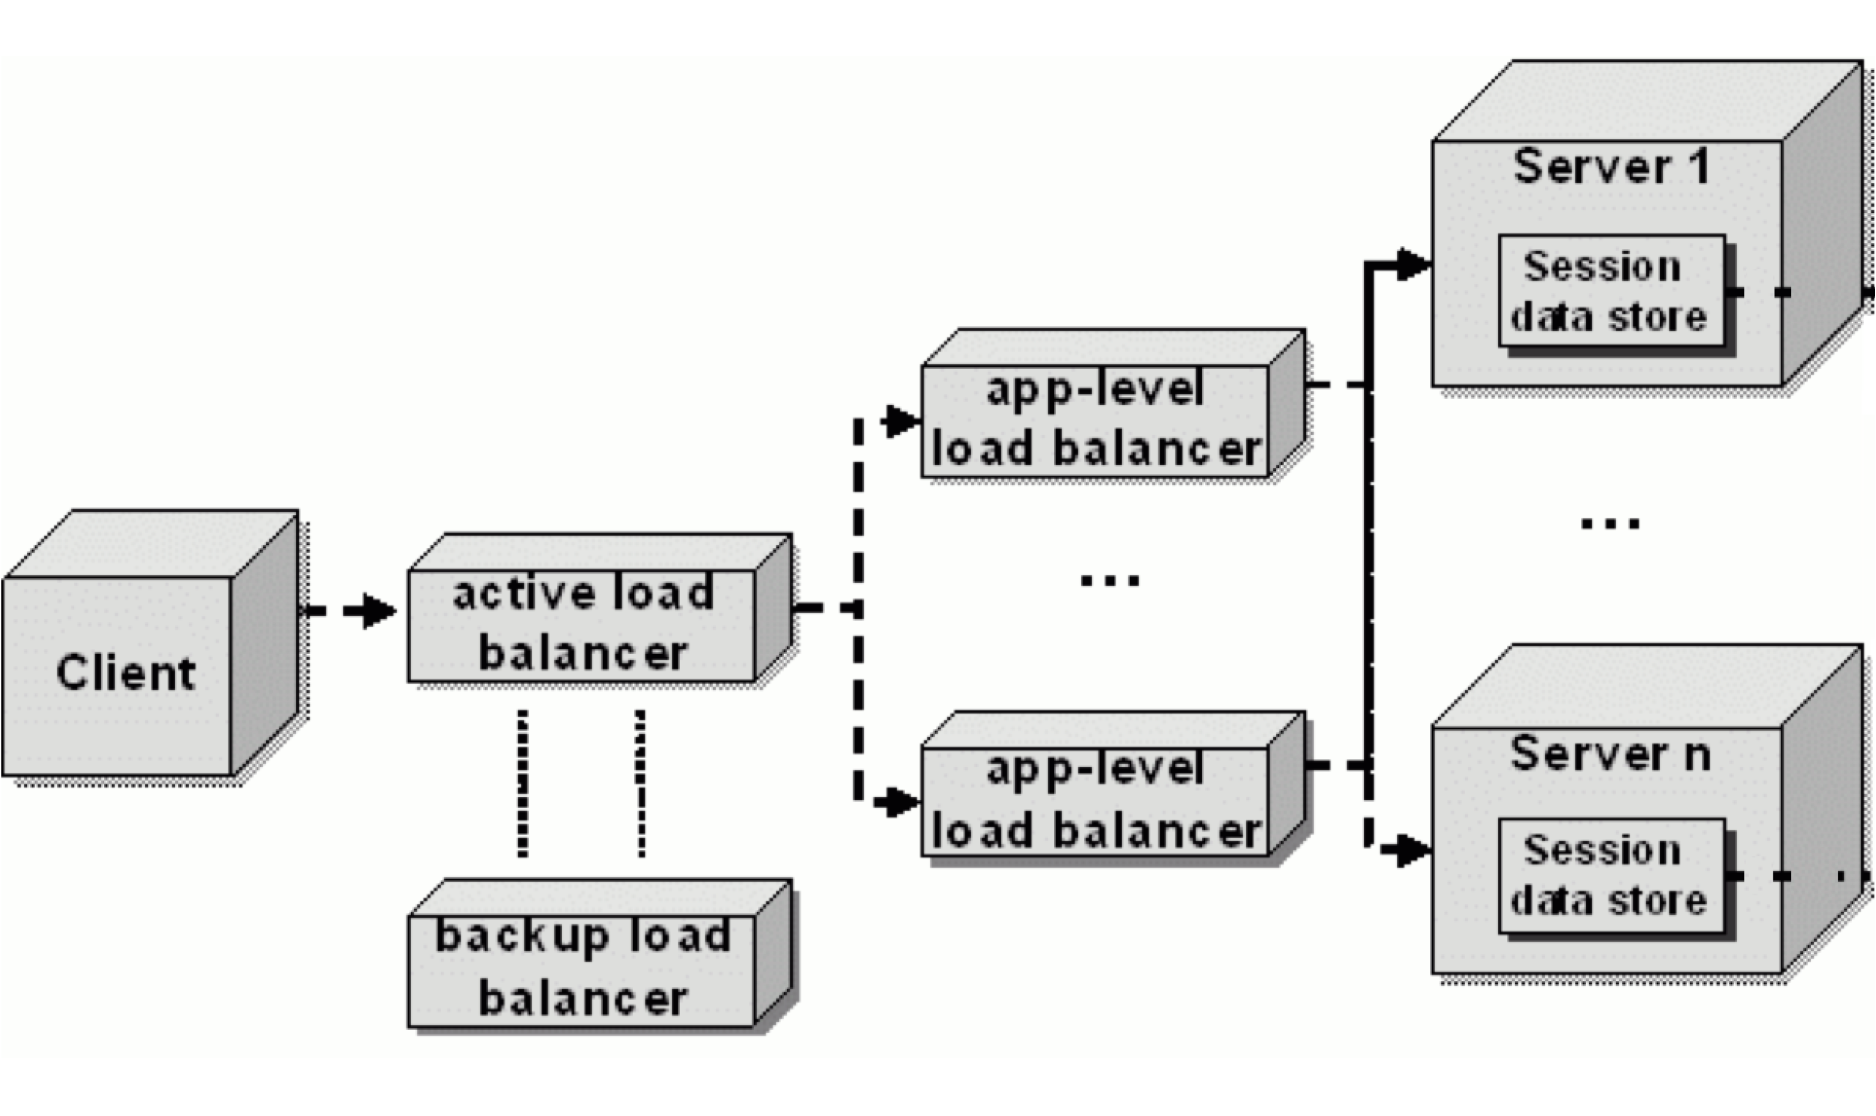 Server 1
Session
data store
app-level
load balancer
...
...
active load
balancer
Client
app-level
load balancer
Server n
Session
data store
backup load
balancer